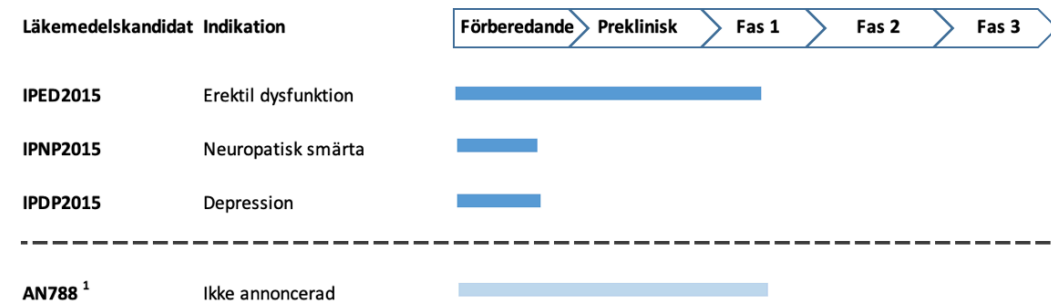 Läkemedelskandidat Indikation Förberedande Preklinisk Fas 1 Fas 2 Fas 3
IPED2015 Erektil dysfunktion
IPNP2015 Neuropatisk smärta
IPDP2015 Depression
AN788 ¹ Ikke annoncerad